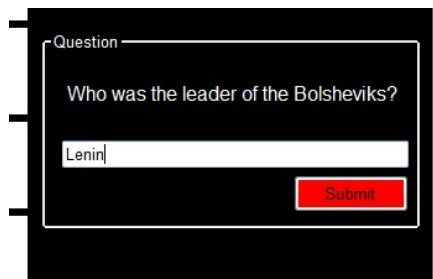 Question
Who was the leader of the Bolsheviks?
Lenin
Submit